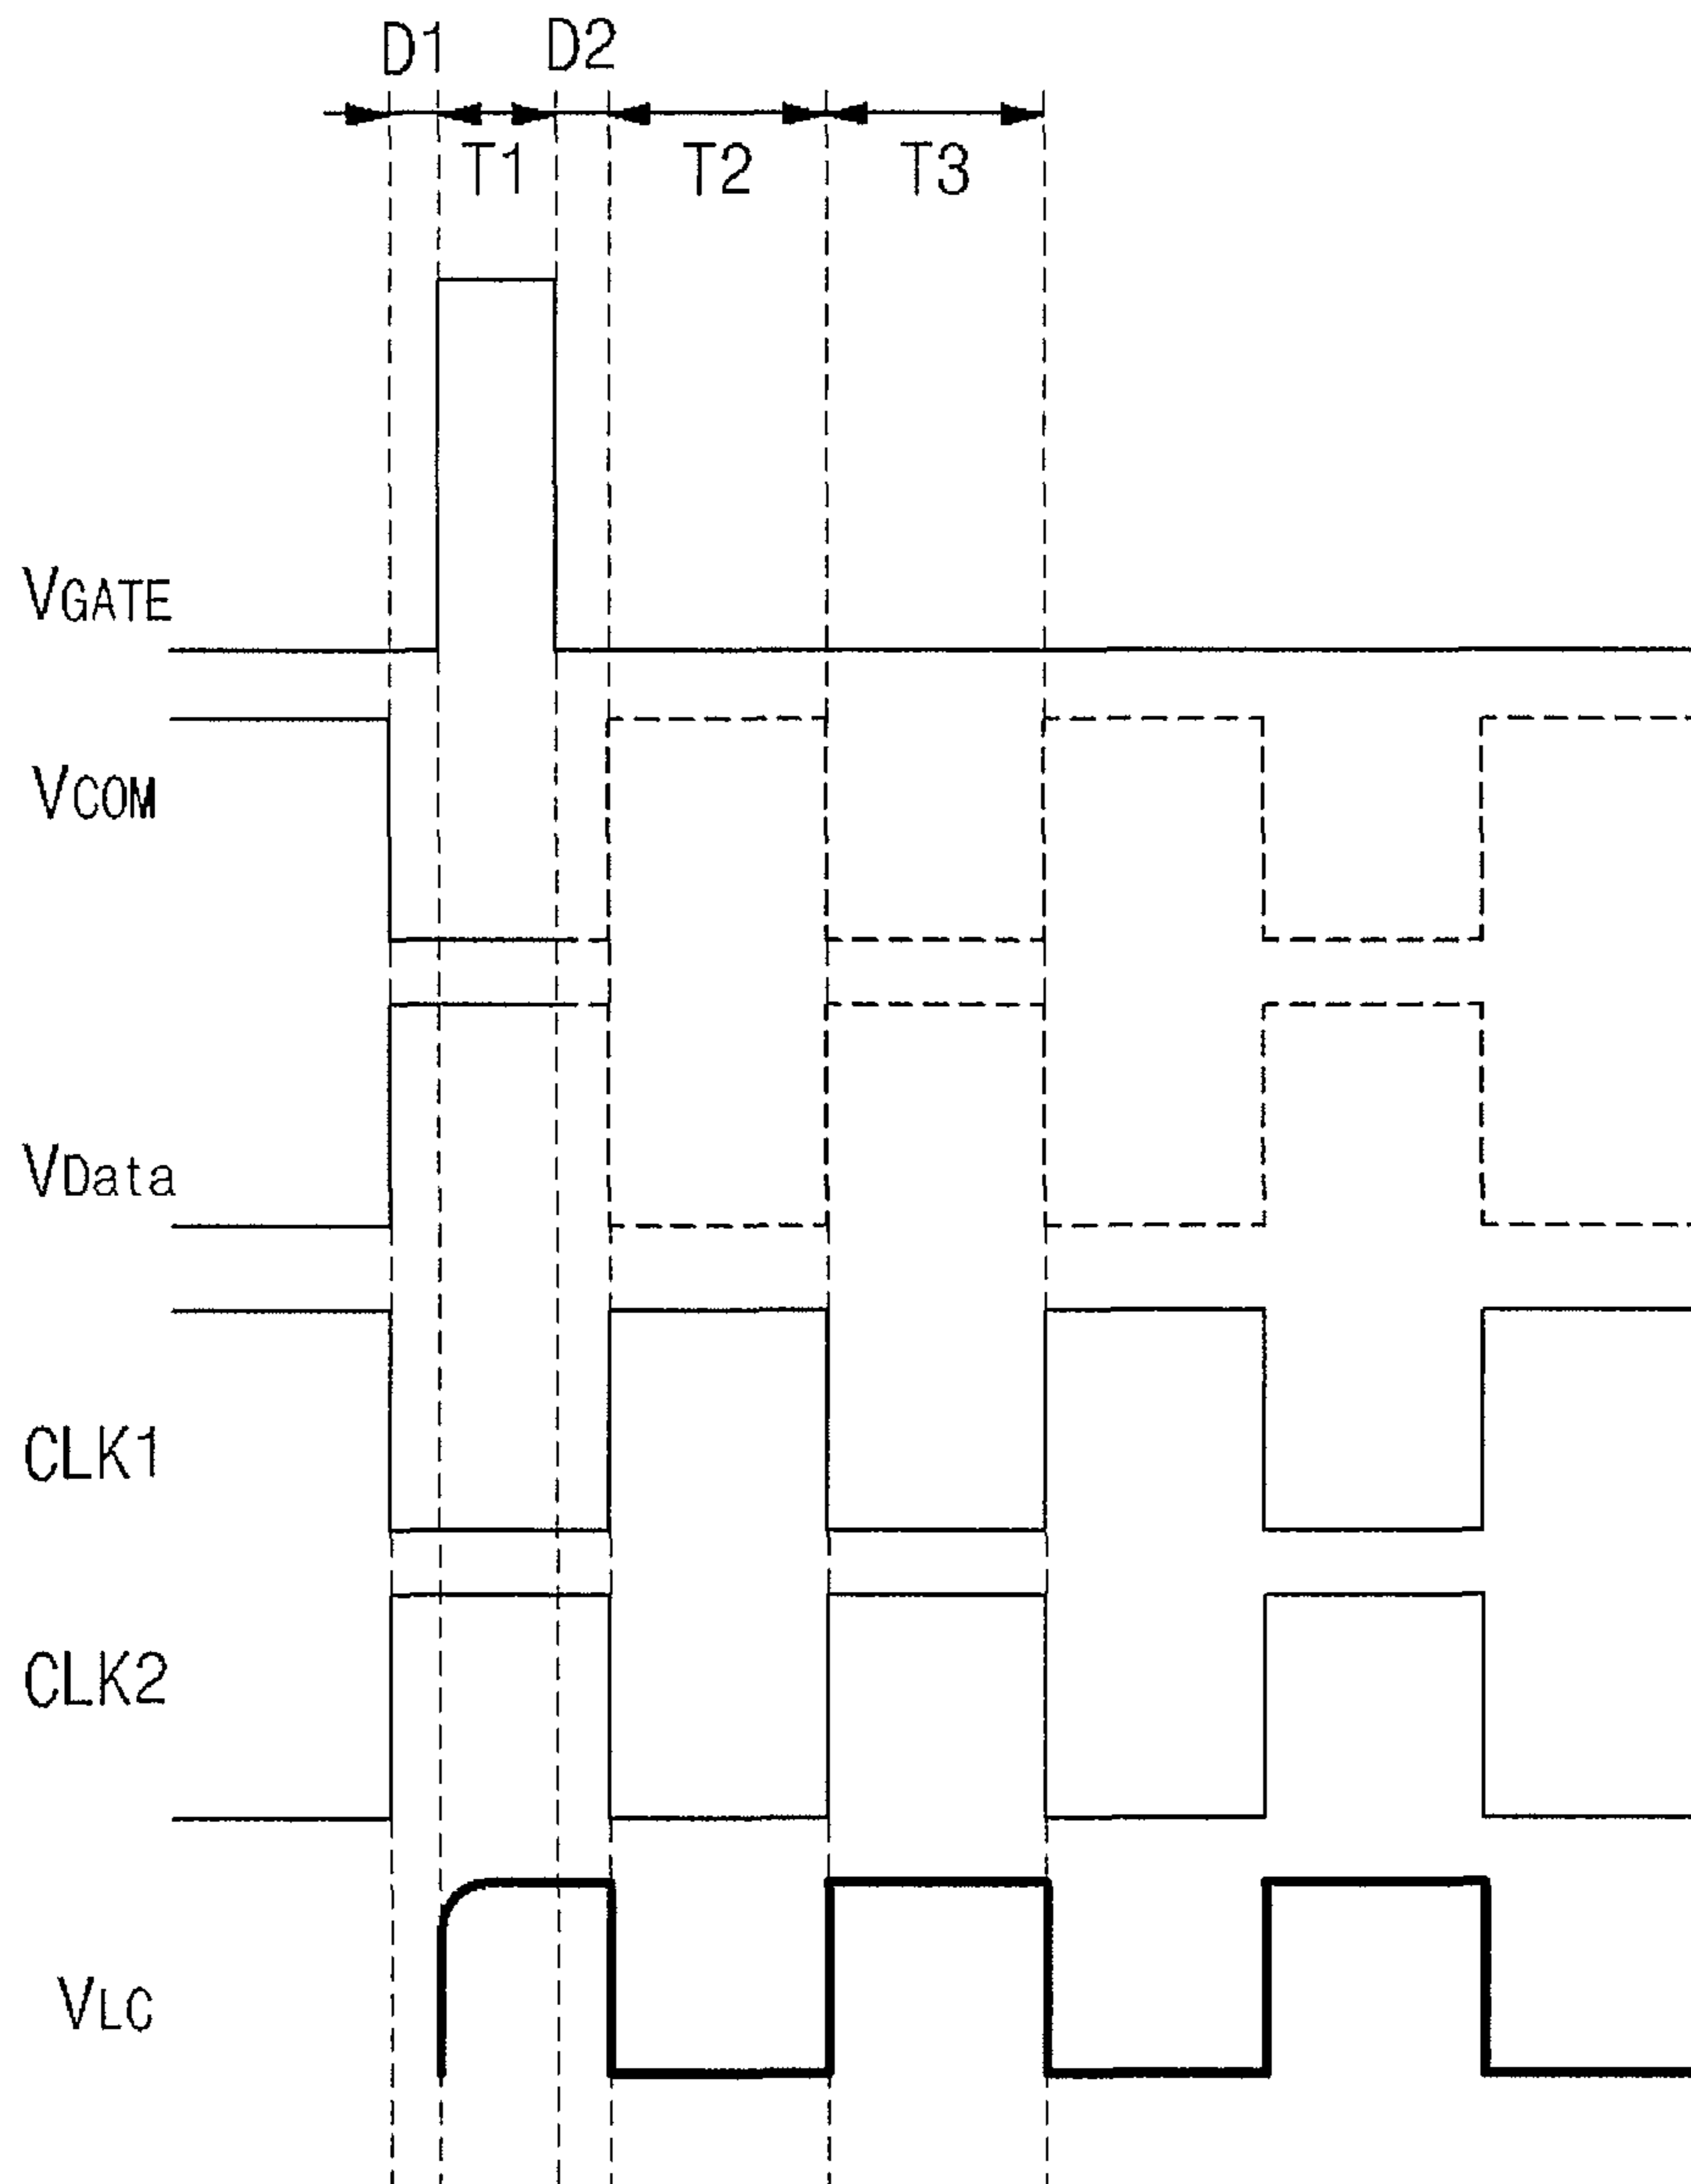 D1 D2
T1 T2 T3
VGATE
VCOM
VData
CLK1
CLK2
VLC